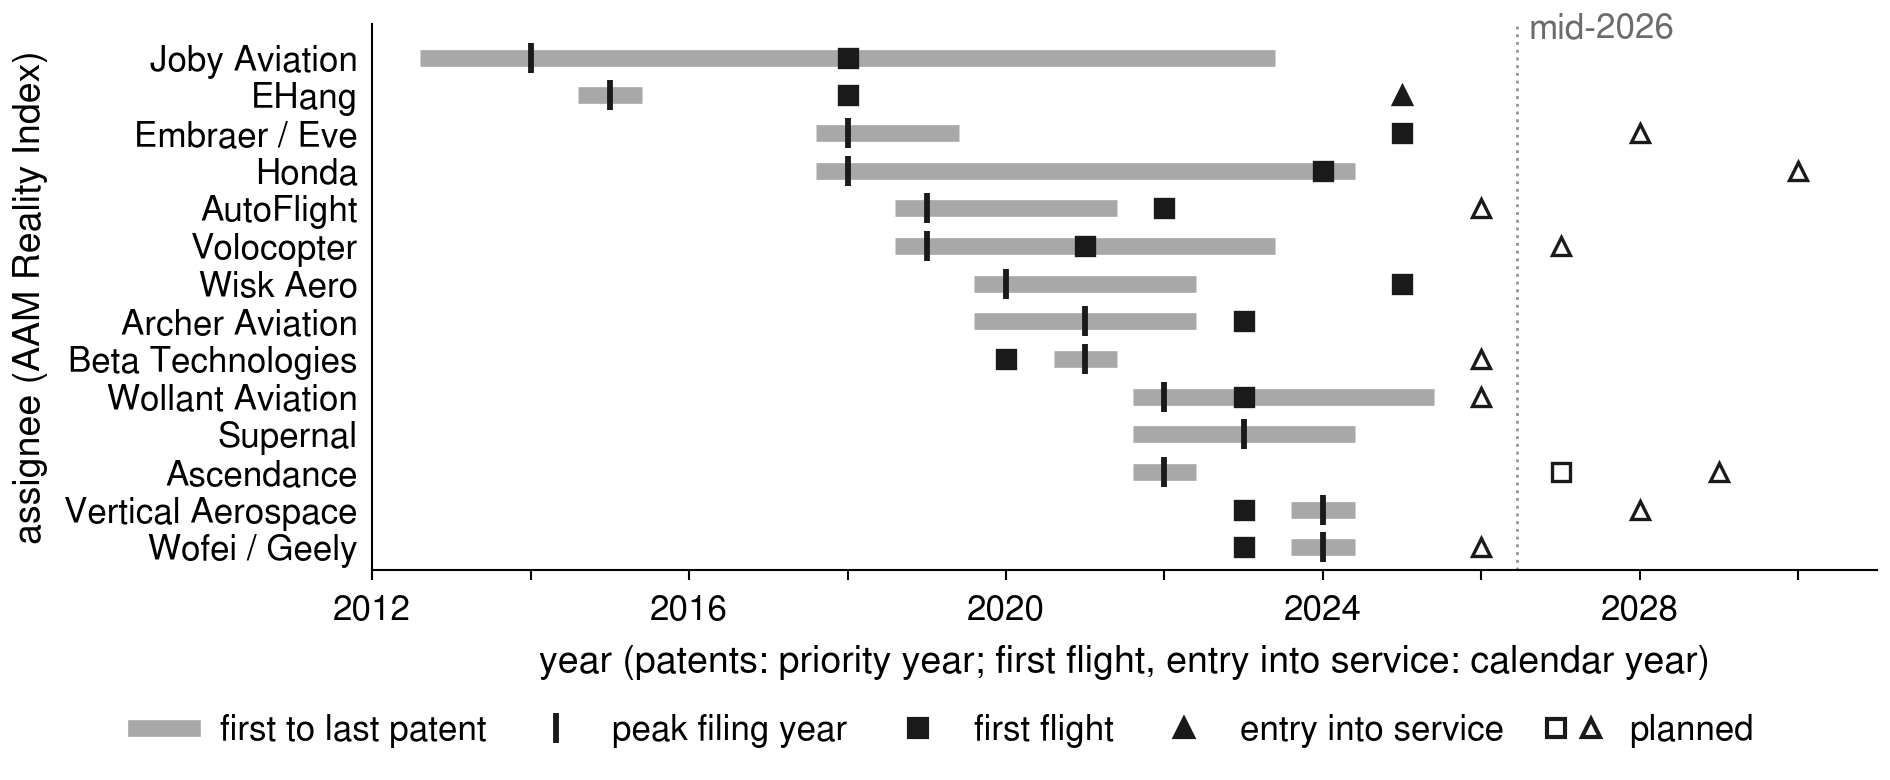 mid-2026
assignee (AAM Reality Index)
Joby Aviation
EHang
Embraer / Eve
Honda
AutoFlight
Volocopter
Wisk Aero
Archer Aviation
Beta Technologies
Wollant Aviation
Supernal
Ascendance
Vertical Aerospace
Wofei / Geely
2012 2016 2020 2024 2028
year (patents: priority year; first flight, entry into service: calendar year)
first to last patent peak filing year first flight entry into service planned